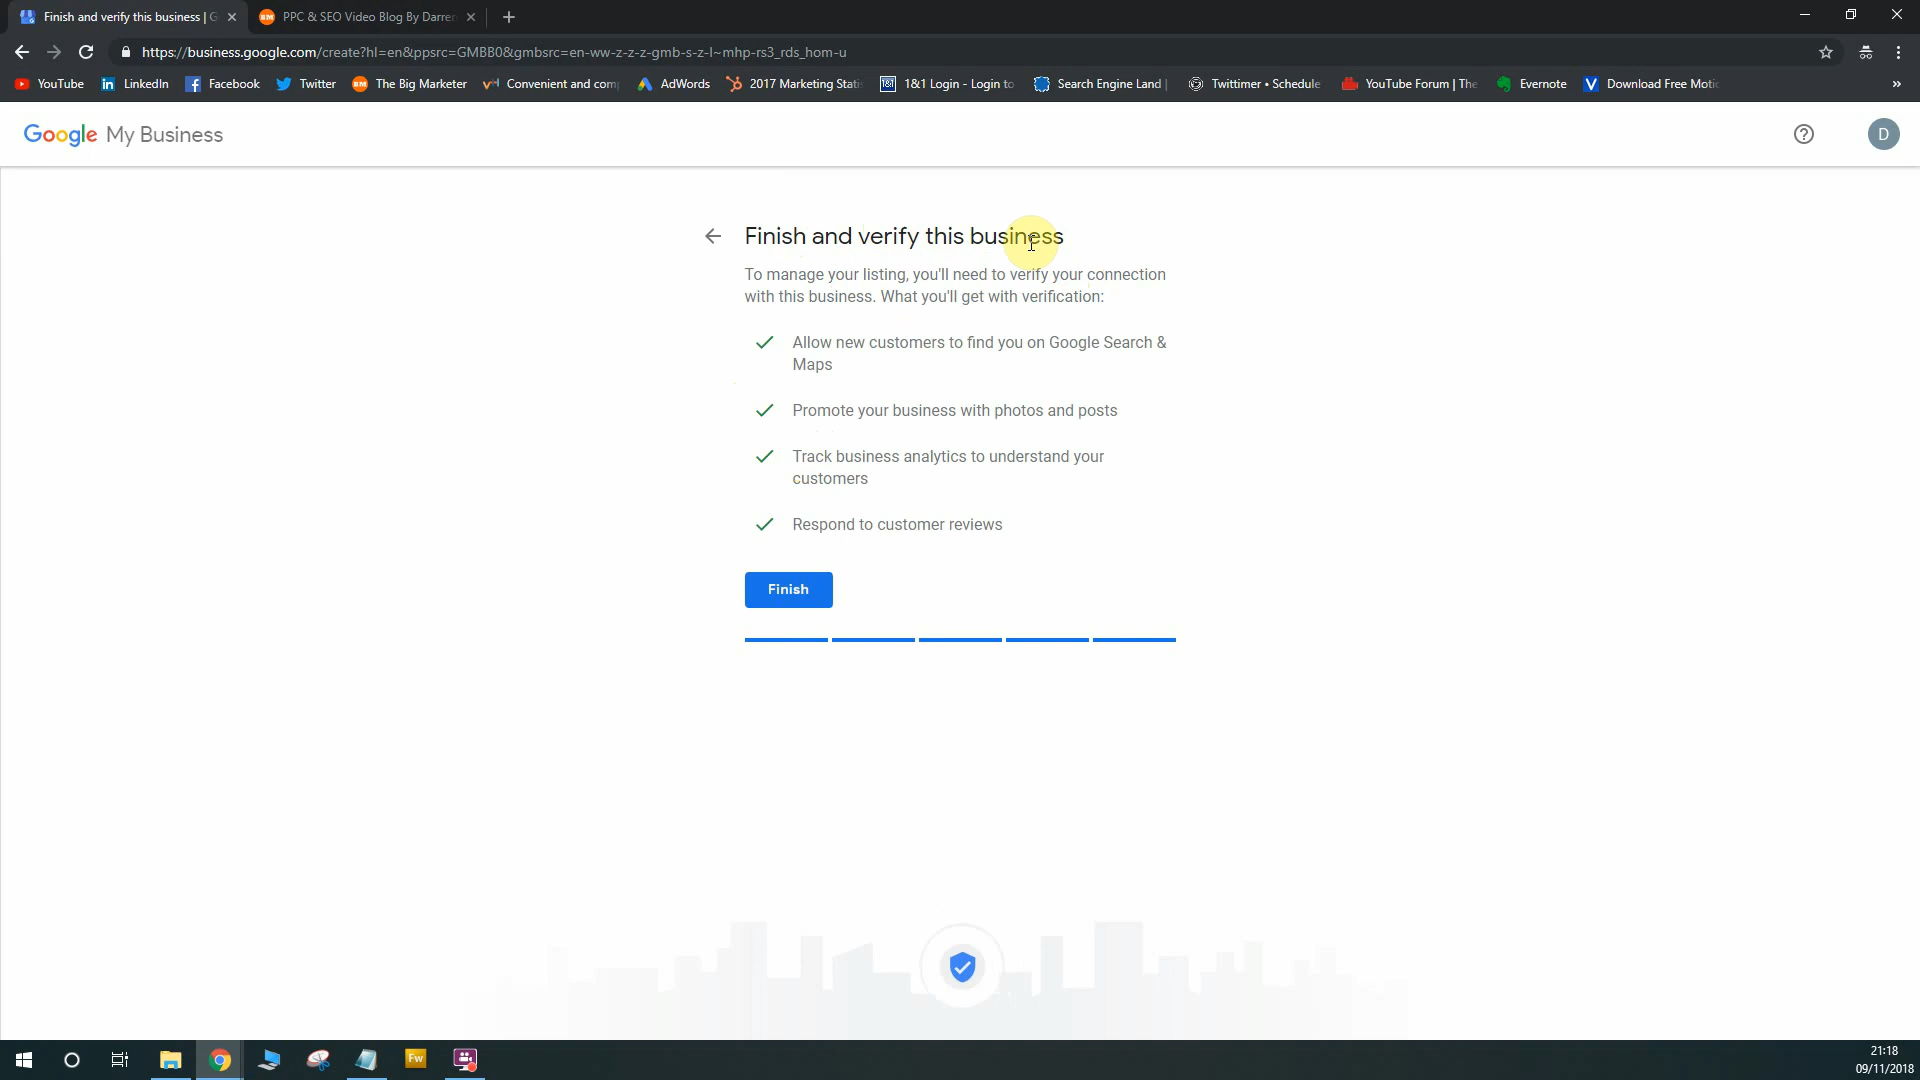 Finish and verify this business | G
PPC & SEO Video Blog By Darren
https://business.google.com/create?hl=en&ppsrc=GMBB0&gmbsrc=en-ww-z-z-z-gmb-s-z-l~mhp-rs3_rds_hom-u
YouTube LinkedIn Facebook Twitter The Big Marketer Convenient and com AdWords 2017 Marketing Stati 1&1 Login - Login to Search Engine Land | Twittimer • Schedule YouTube Forum | The Evernote Download Free Motio
Google My Business
D
Finish and verify this business
To manage your listing, you'll need to verify your connection
with this business. What you'll get with verification:
Allow new customers to find you on Google Search &
Maps
Promote your business with photos and posts
Track business analytics to understand your
customers
Respond to customer reviews
Finish
Fw
21:18
09/11/2018